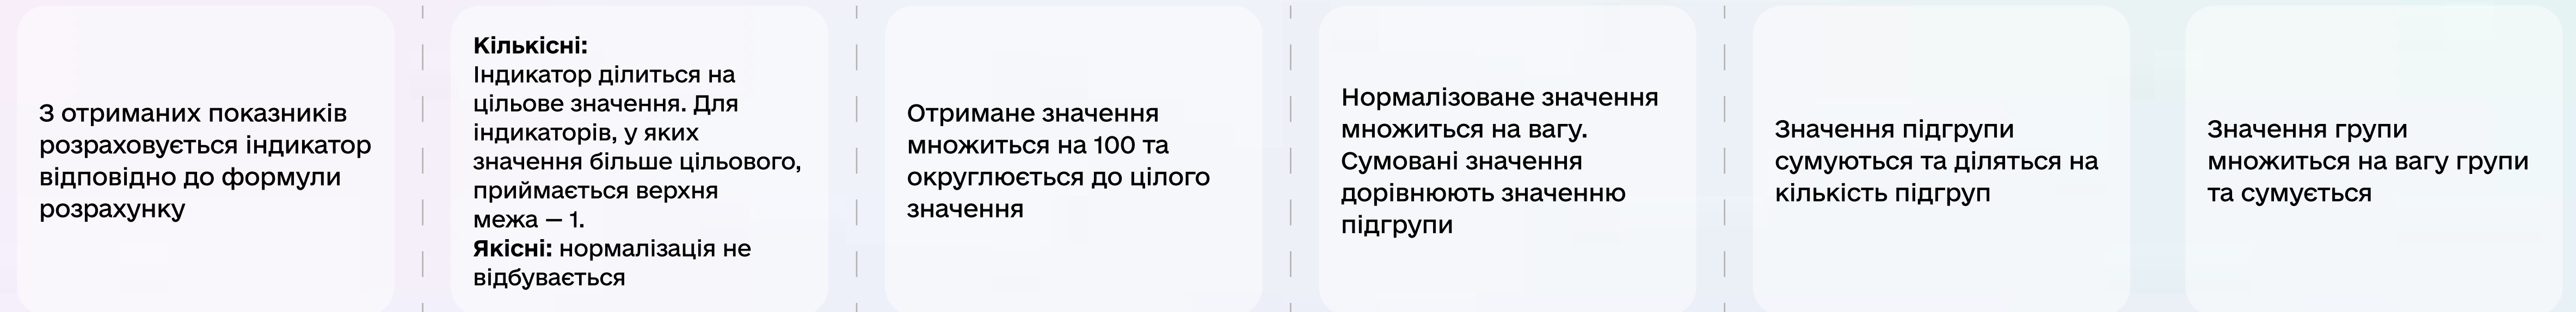 З отриманих показників
розраховується індикатор
відповідно до формули
розрахунку
Кількісні:
Індикатор ділиться на
цільове значення. Для
індикаторів, у яких
значення більше цільового,
приймається верхня
межа — 1.
Якісні: нормалізація не
відбувається
Отримане значення
множиться на 100 та
округлюється до цілого
значення
Нормалізоване значення
множиться на вагу.
Сумовані значення
дорівнюють значенню
підгрупи
Значення підгрупи
сумуються та діляться на
кількість підгруп
Значення групи
множиться на вагу групи
та сумується